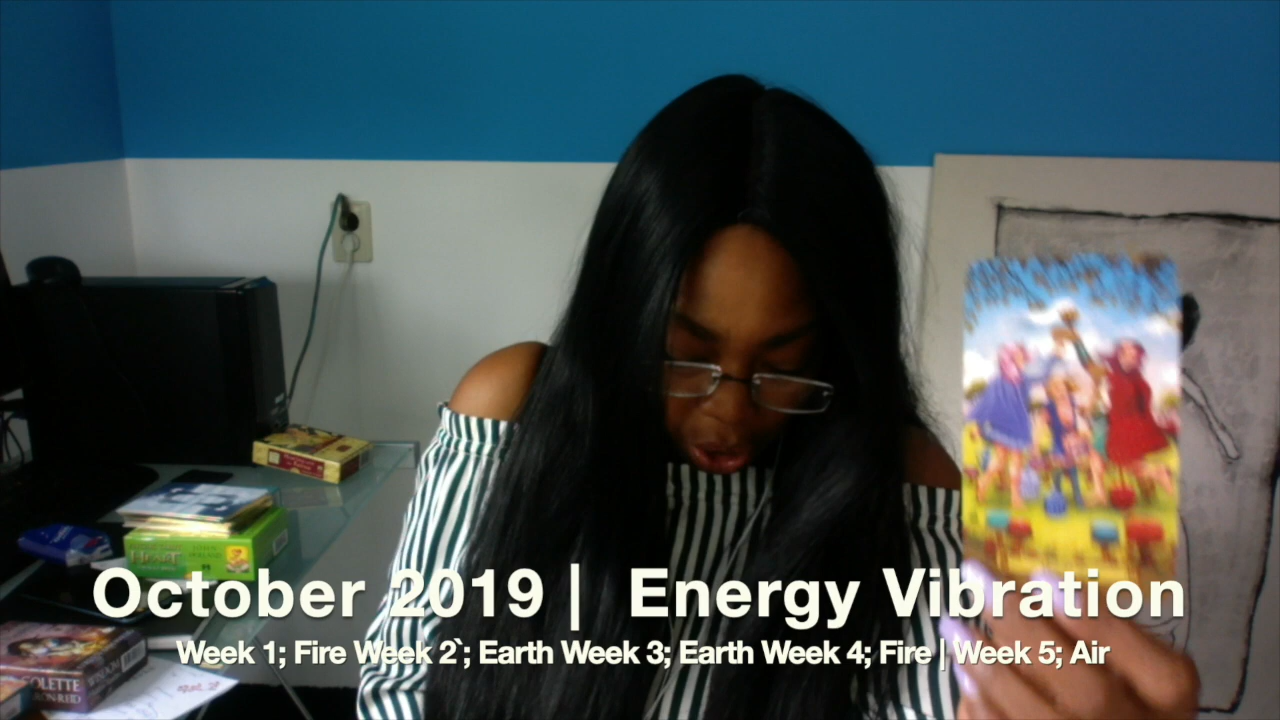 October 2019 | Energy Vibration
Week 1; Fire Week 2`; Earth Week 3; Earth Week 4; Fire | Week 5; Air
COLETTE